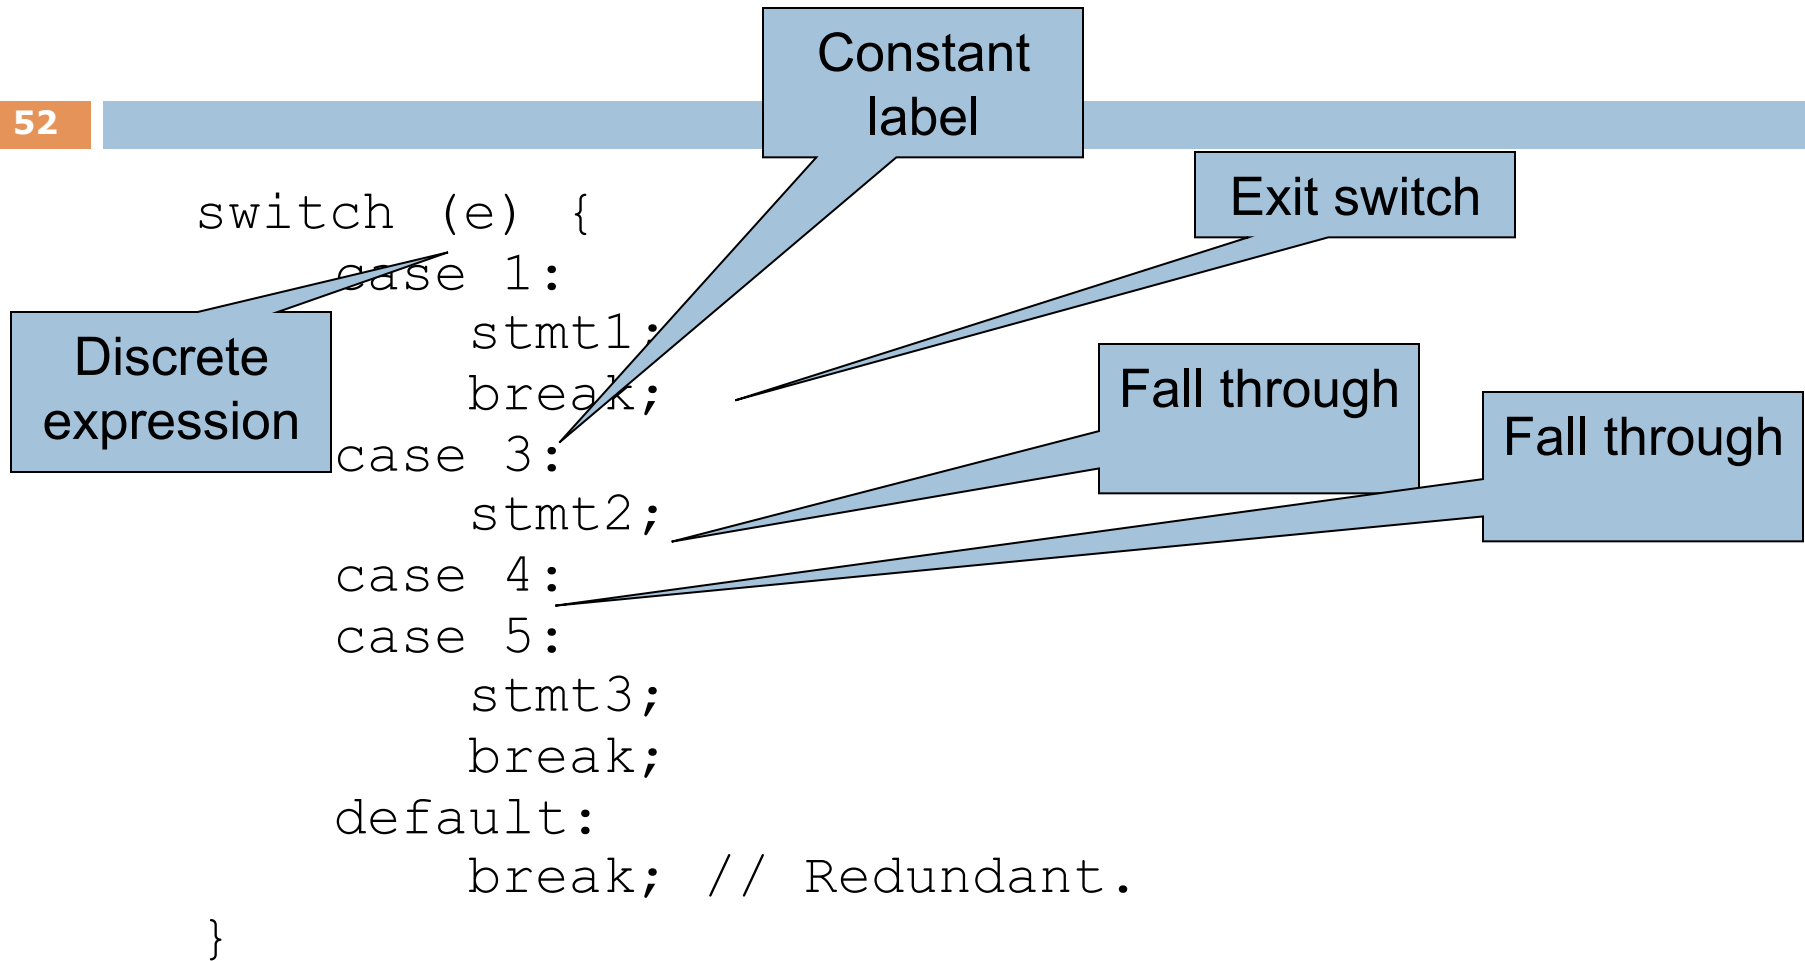 Constant
label
52
Exit switch
switch (e) {
case 1:
Discrete
expression
stmt1;
break;
Fall through
Fall through
case 3:
stmt2;
case 4:
case 5:
stmt3;
break;
default:
break; // Redundant.
}